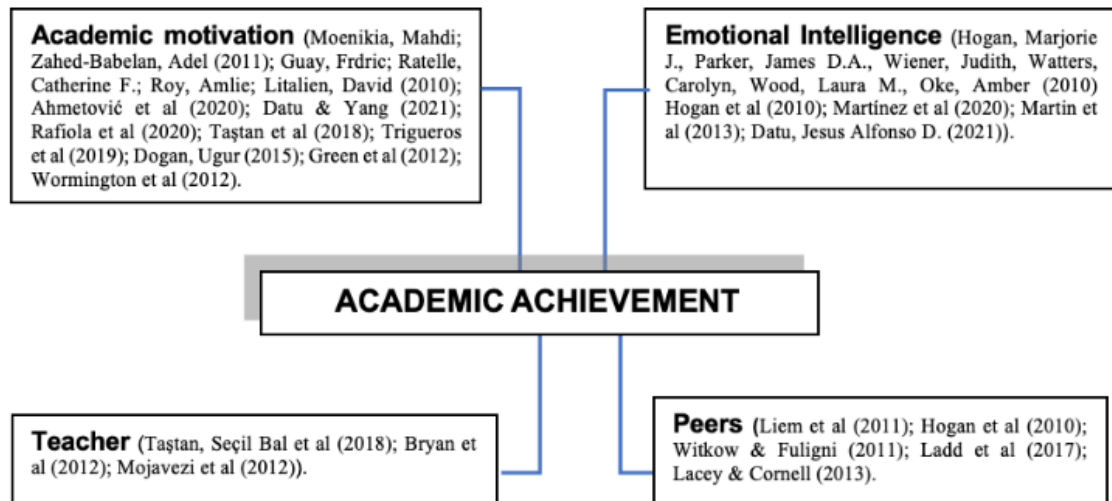 Academic motivation (Moenikia, Mahdi;
Zahed-Babelan, Adel (2011); Guay, Frdric; Ratelle,
Catherine F.; Roy, Amlie; Litalien, David (2010);
Ahmetović et al (2020); Datu & Yang (2021);
Rafiola et al (2020); Taştan et al (2018); Trigueros
et al (2019); Dogan, Ugur (2015); Green et al (2012);
Wormington et al (2012).
Emotional Intelligence (Hogan, Marjorie
J., Parker, James D.A., Wiener, Judith, Watters,
Carolyn, Wood, Laura M., Oke, Amber (2010)
Hogan et al (2010); Martínez et al (2020); Martin et
al (2013); Datu, Jesus Alfonso D. (2021)).
ACADEMIC ACHIEVEMENT
Teacher (Taştan, Seçil Bal et al (2018); Bryan et
al (2012); Mojavezi et al (2012)).
Peers (Liem et al (2011); Hogan et al (2010);
Witkow & Fuligni (2011); Ladd et al (2017);
Lacey & Cornell (2013).